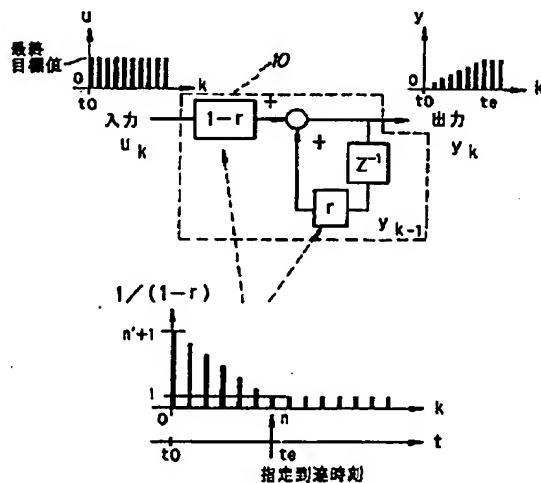 u
y
最終
目標値
0
t0
k
10
0
t0
te
k
入力
u k
1-r
+
+
出力
y k
Z⁻¹
r
y k-1
1/(1-r)
n'+1
1
0
n
k
t0
te
t
指定到達時刻